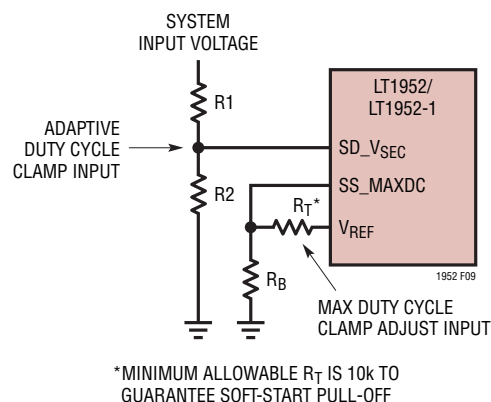 SYSTEM
INPUT VOLTAGE
R1
LT1952/
LT1952-1
ADAPTIVE
DUTY CYCLE
CLAMP INPUT
SD_VSEC
R2
SS_MAXDC
RT*
VREF
RB
1952 F09
MAX DUTY CYCLE
CLAMP ADJUST INPUT
*MINIMUM ALLOWABLE RT IS 10k TO
GUARANTEE SOFT-START PULL-OFF